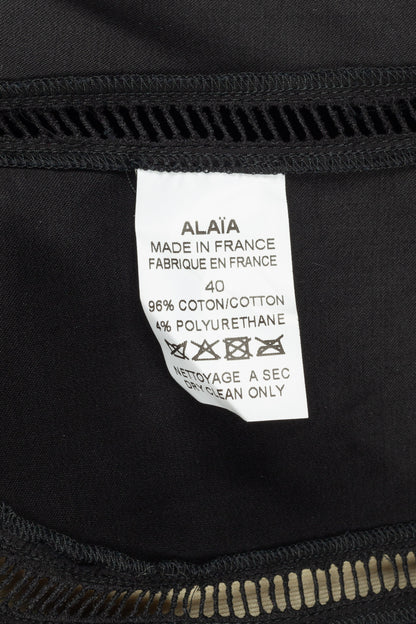 ALAÏA
MADE IN FRANCE
FABRIQUE EN FRANCE
40
96% COTON/COTTON
4% POLYURETHANE
NETTOYAGE A SEC
DRY CLEAN ONLY